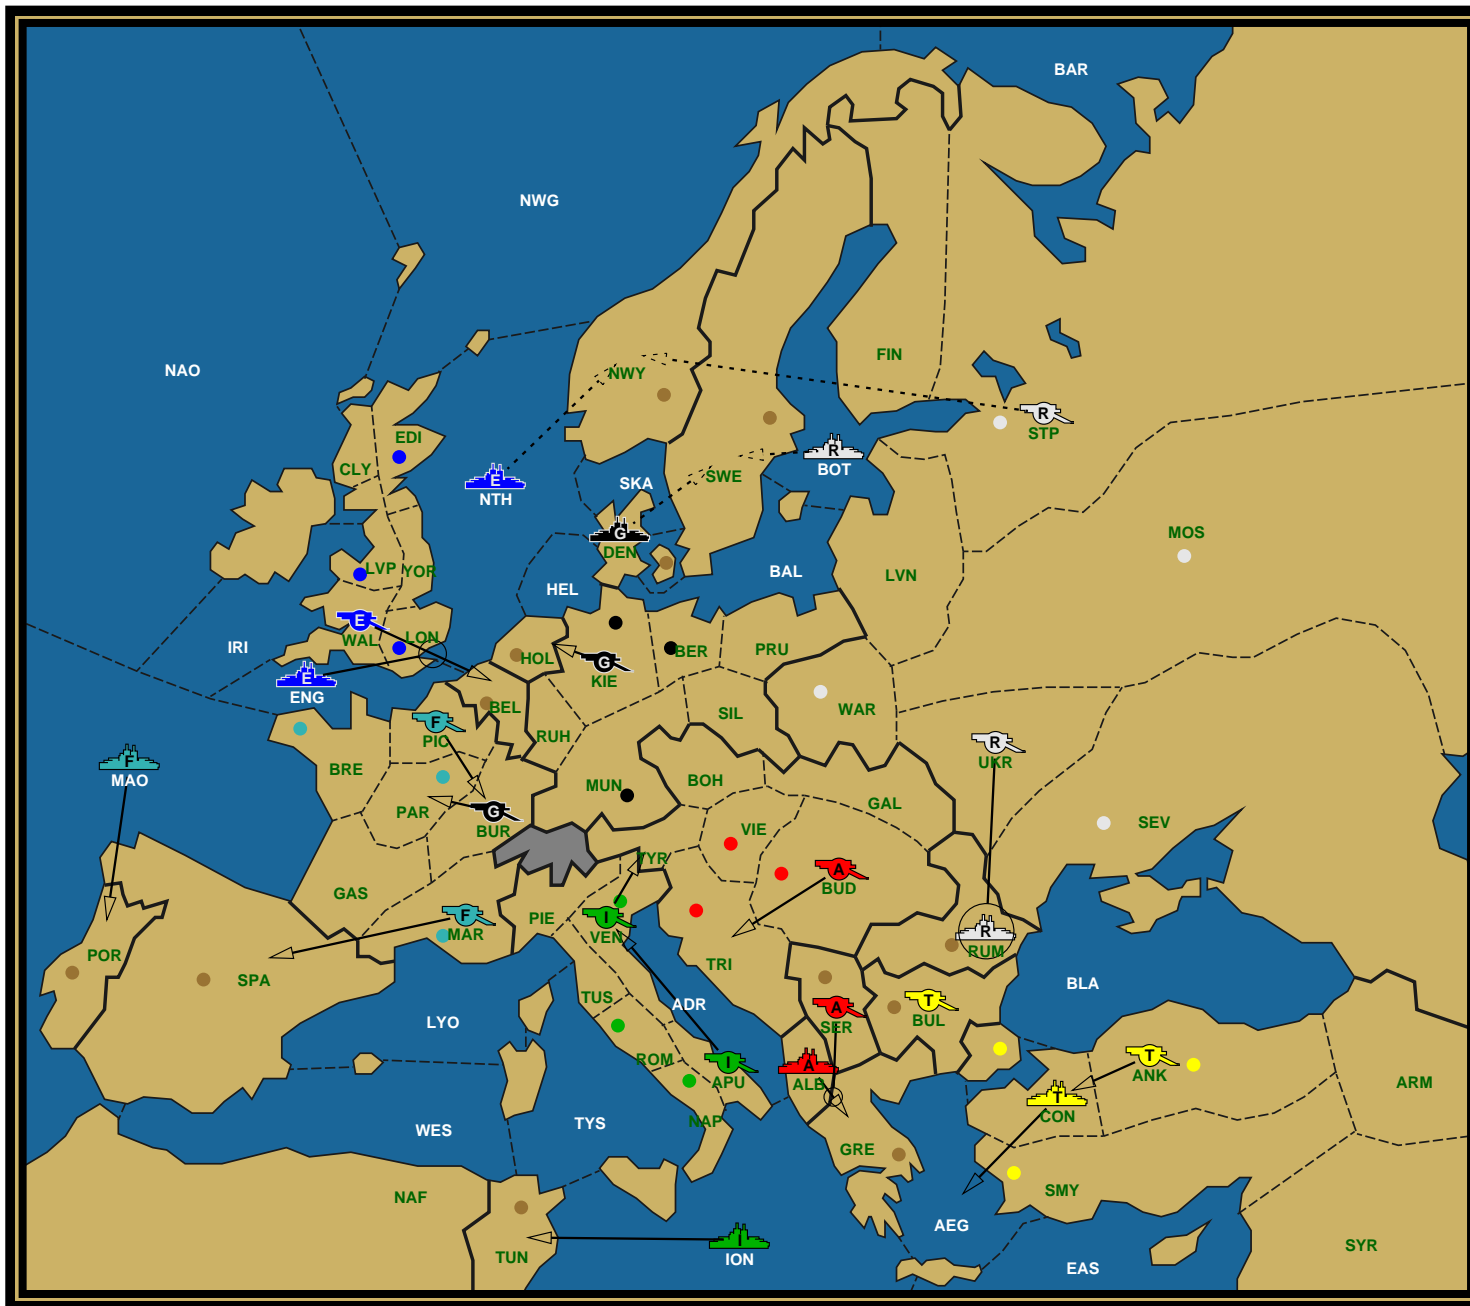 BAR
NWG
NAO
FIN
NWY
R
STP
EDI
CLY
E
NTH
SKA
SWE
R
BOT
G
DEN
MOS
LVP
YOR
HEL
BAL
LVN
E
WAL
LON
IRI
E
ENG
HOL
G
KIE
BER
PRU
BEL
SIL
WAR
F
PIC
RUH
R
UKR
F
MAO
BRE
MUN
BOH
GAL
PAR
G
BUR
VIE
SEV
TYR
A
BUD
GAS
F
MAR
PIE
I
VEN
R
RUM
POR
SPA
TRI
BLA
TUS
ADR
A
SER
T
BUL
LYO
ROM
I
APU
A
ALB
T
ANK
T
CON
ARM
WES
TYS
NAP
GRE
NAF
SMY
AEG
TUN
I
ION
EAS
SYR